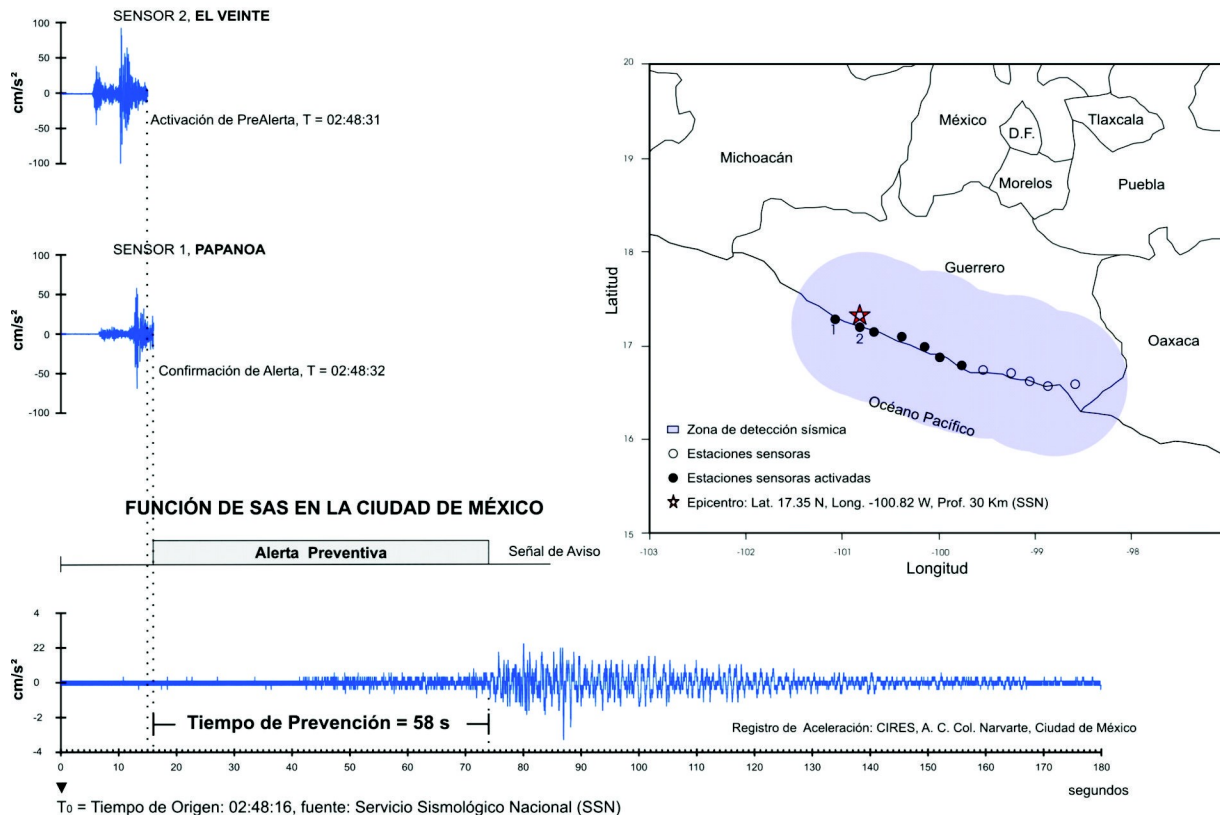 SENSOR 2, EL VEINTE
100
50
0
-50
-100
cm/s²
Activación de PreAlerta, T = 02:48:31
SENSOR 1, PAPANOA
100
50
0
-50
-100
cm/s²
Confirmación de Alerta, T = 02:48:32
20
19
18
17
16
15
Latitud
-103
-102
-101
-100
-99
-98
Longitud
Michoacán
México
D.F.
Tlaxcala
Morelos
Puebla
Guerrero
Oaxaca
1
2
Océano Pacífico
Zona de detección sísmica
Estaciones sensoras
Estaciones sensoras activadas
Epicentro: Lat. 17.35 N, Long. -100.82 W, Prof. 30 Km (SSN)
FUNCIÓN DE SAS EN LA CIUDAD DE MÉXICO
Alerta Preventiva
Señal de Aviso
4
22
0
-2
-4
cm/s²
Tiempo de Prevención = 58 s
Registro de Aceleración: CIRES, A. C. Col. Narvarte, Ciudad de México
0 10 20 30 40 50 60 70 80 90 100 110 120 130 140 150 160 170 180
segundos
T0 = Tiempo de Origen: 02:48:16, fuente: Servicio Sismológico Nacional (SSN)